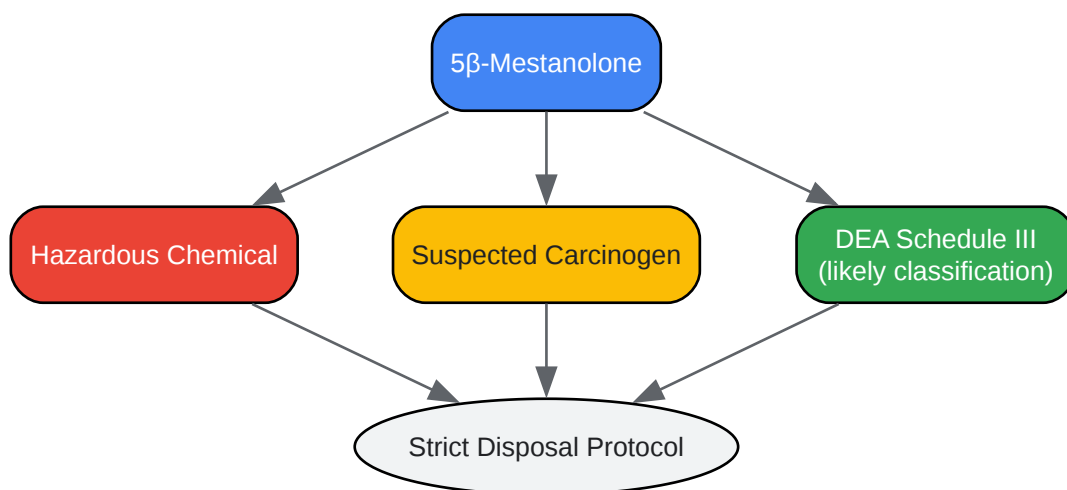 5β-Mestanolone
Hazardous Chemical
Suspected Carcinogen
DEA Schedule III
(likely classification)
Strict Disposal Protocol